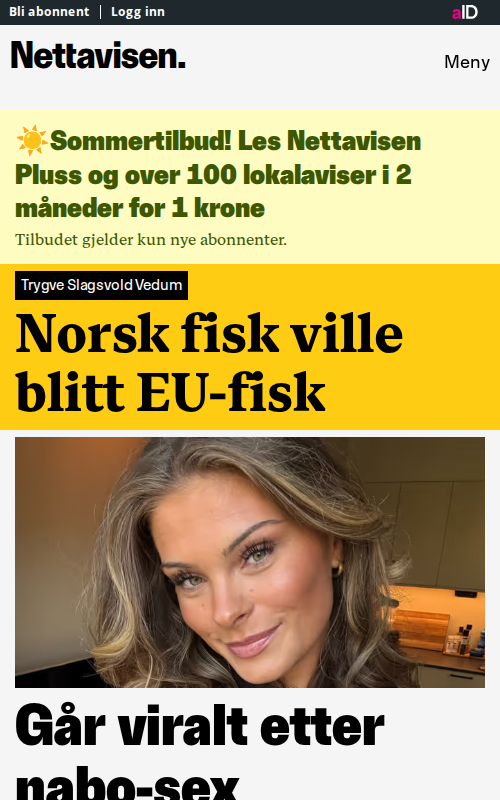 Bli abonnent | Logg inn
aID
Nettavisen.
Meny
☀️Sommertilbud! Les Nettavisen
Pluss og over 100 lokalaviser i 2
måneder for 1 krone
Tilbudet gjelder kun nye abonnenter.
Trygve Slagsvold Vedum
Norsk fisk ville
blitt EU-fisk
Går viralt etter
nabo-sex